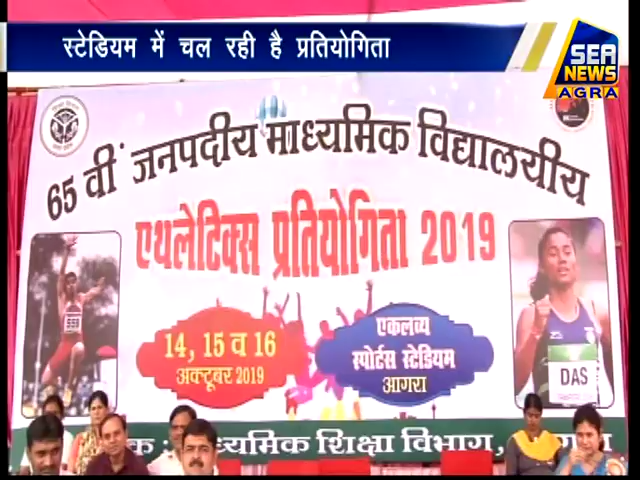 स्टेडियम में चल रही है प्रतियोगिता
SEA
NEWS
AGRA
65 वीं जनपदीय माध्यमिक विद्यालयीय
एथलेटिक्स प्रतियोगिता 2019
14, 15 व 16
अक्टूबर 2019
एकलव्य
स्पोर्ट्स स्टेडियम
आगरा
DAS
माध्यमिक शिक्षा विभाग,